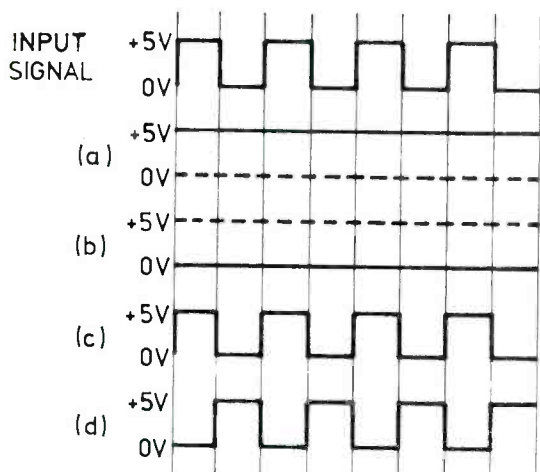 INPUT
SIGNAL
+5V
0V
(a)
+5V
0V
(b)
+5V
0V
(c)
+5V
0V
(d)
+5V
0V